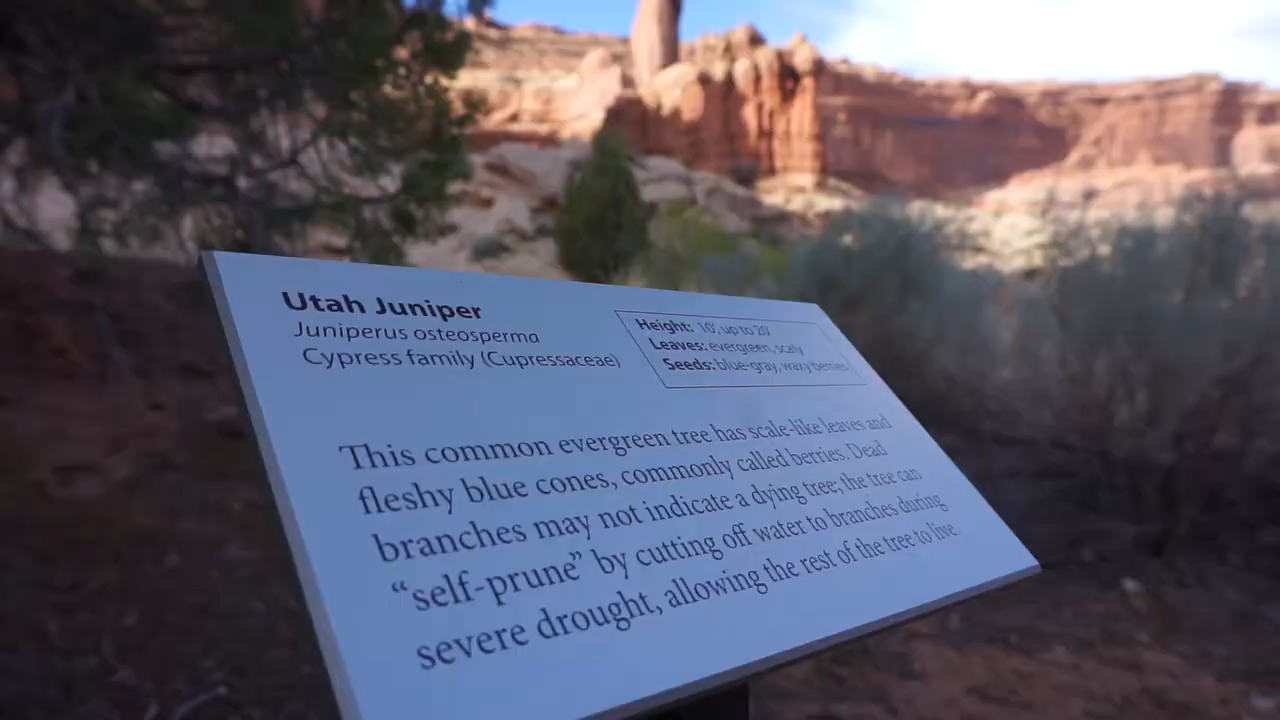 Utah Juniper
Juniperus osteosperma
Cypress family (Cupressaceae)
Height: 10', up to 20'
Leaves: evergreen, scaly
Seeds: blue-gray, waxy berries
This common evergreen tree has scale-like leaves and
fleshy blue cones, commonly called berries. Dead
branches may not indicate a dying tree; the tree can
“self-prune” by cutting off water to branches during
severe drought, allowing the rest of the tree to live.